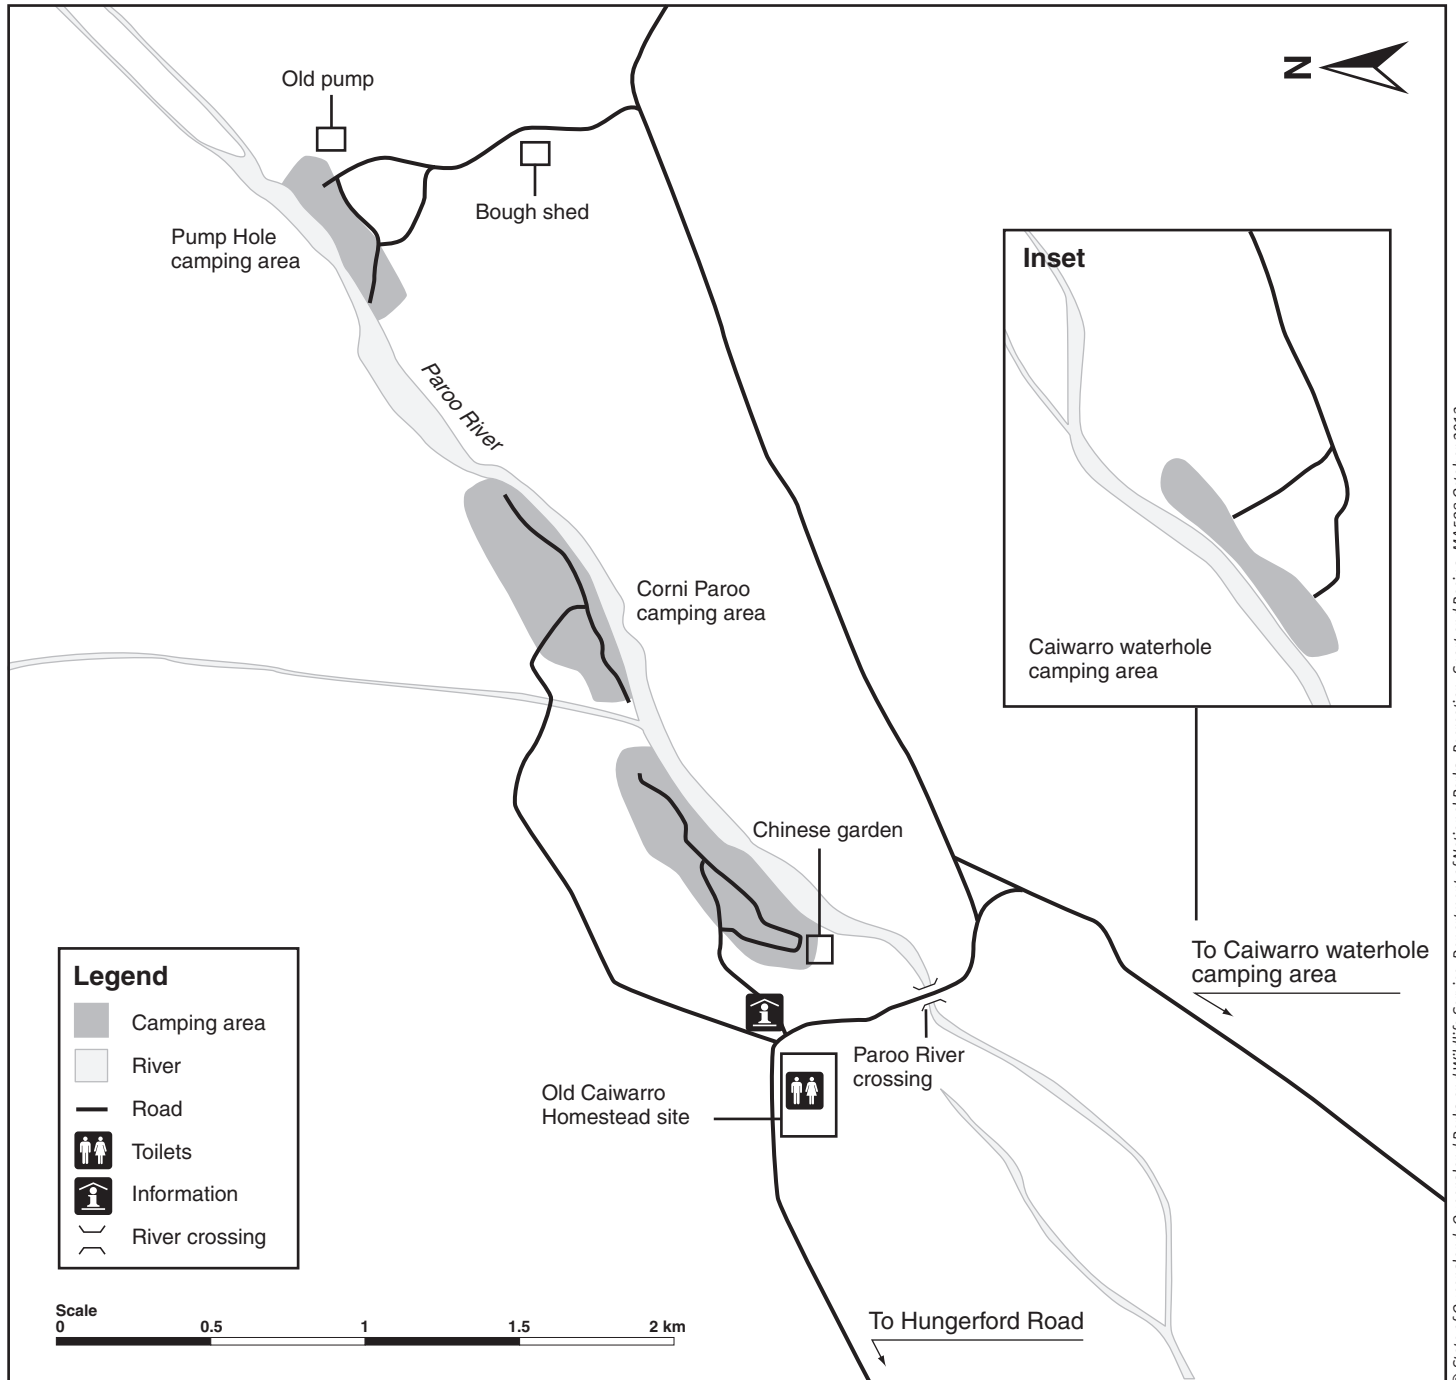 Old pump
N
Bough shed
Pump Hole
camping area
Inset
Paroo River
Corni Paroo
camping area
Caiwarro waterhole
camping area
Chinese garden
To Caiwarro waterhole
camping area
Paroo River
crossing
Old Caiwarro
Homestead site
Legend
Camping area
River
Road
Toilets
Information
River crossing
To Hungerford Road
Scale
0 0.5 1 1.5 2 km